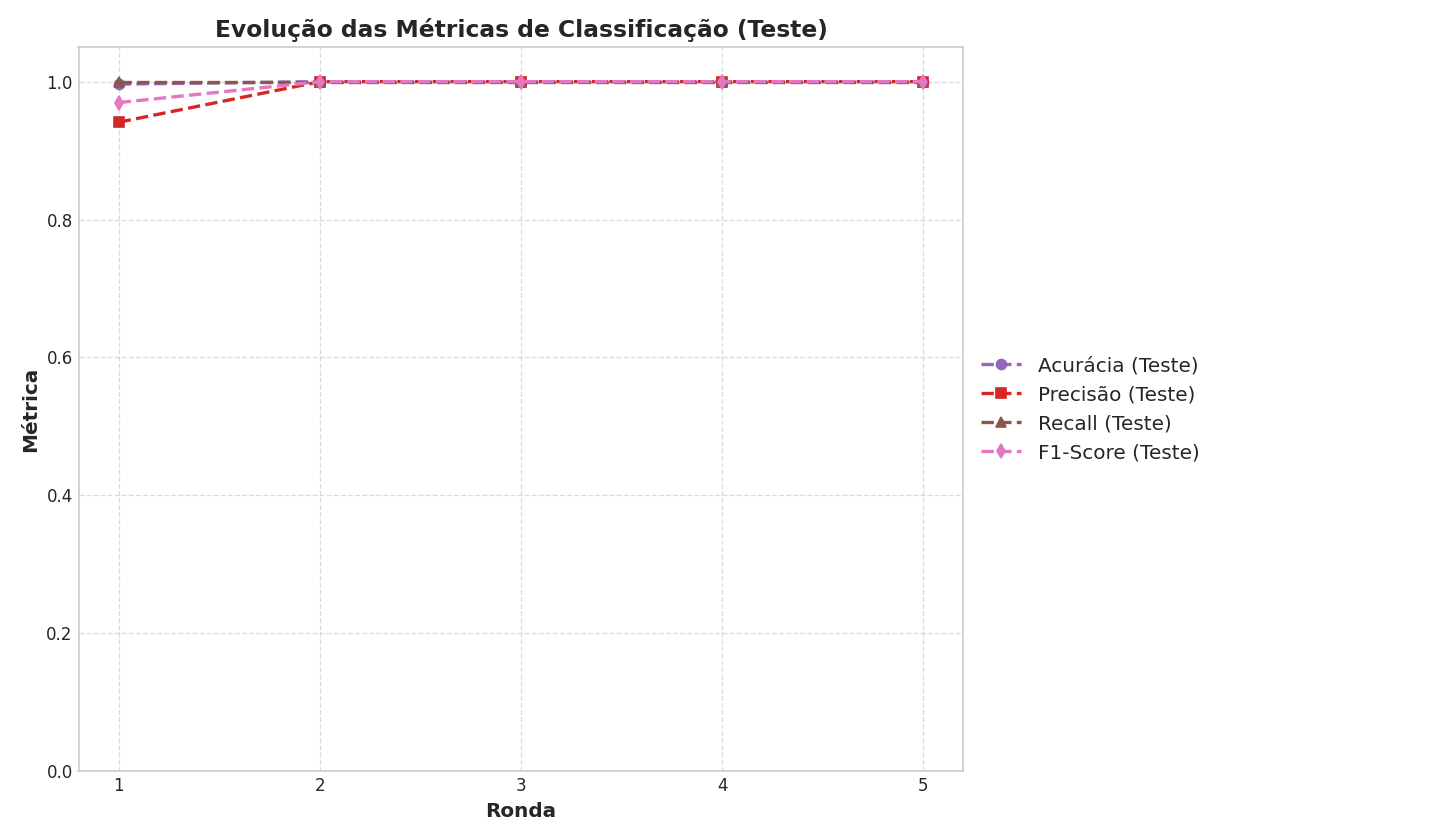 Evolução das Métricas de Classificação (Teste)
Métrica
1.0
0.8
0.6
0.4
0.2
0.0
1 2 3 4 5
Ronda
Acurácia (Teste)
Precisão (Teste)
Recall (Teste)
F1-Score (Teste)